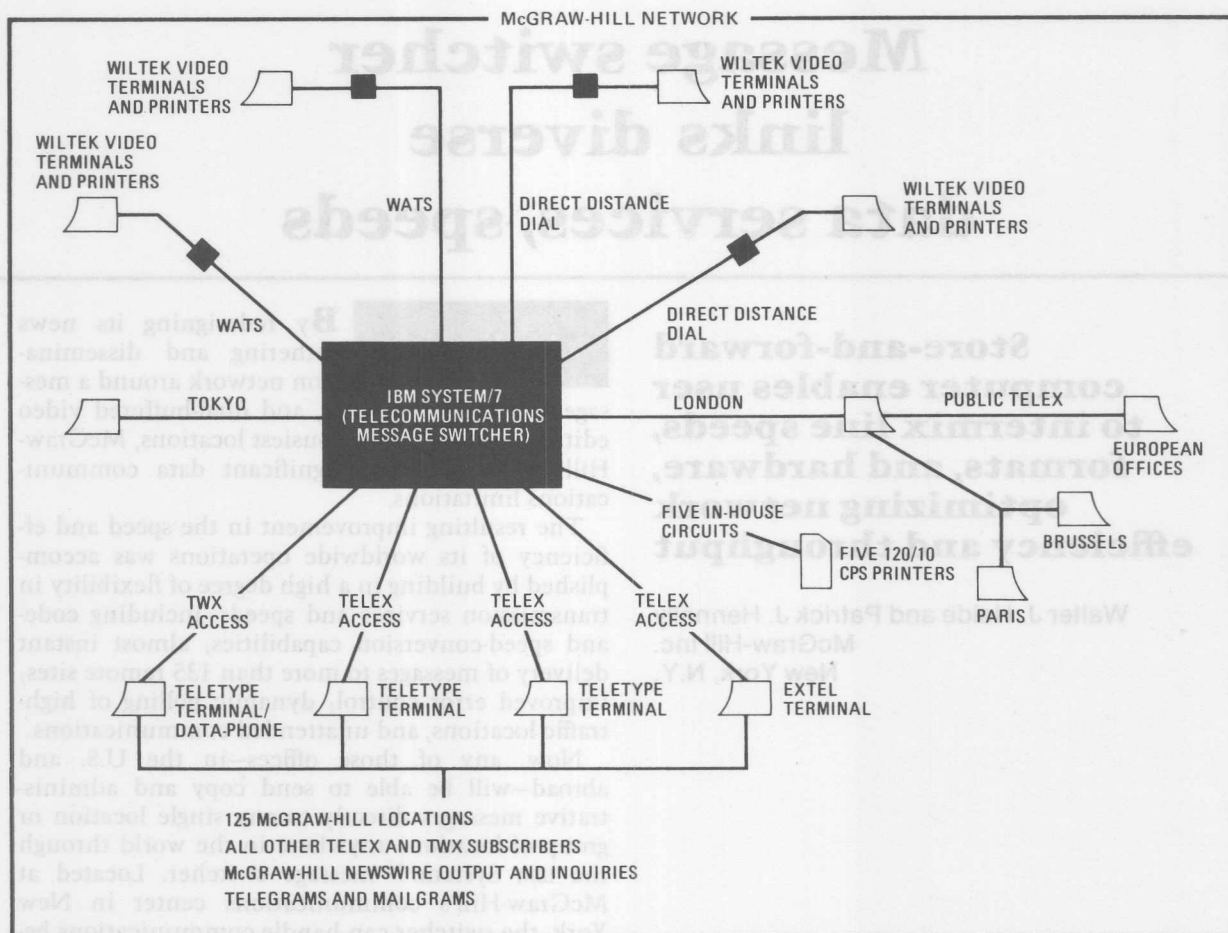 McGRAW-HILL NETWORK
WILTEK VIDEO
TERMINALS
AND PRINTERS
WILTEK VIDEO
TERMINALS
AND PRINTERS
WILTEK VIDEO
TERMINALS
AND PRINTERS
WILTEK VIDEO
TERMINALS
AND PRINTERS
WATS
DIRECT DISTANCE
DIAL
WATS
DIRECT DISTANCE
DIAL
TOKYO
IBM SYSTEM/7
(TELECOMMUNICATIONS
MESSAGE SWITCHER)
LONDON
PUBLIC TELEX
EUROPEAN
OFFICES
FIVE IN-HOUSE
CIRCUITS
FIVE 120/10
CPS PRINTERS
BRUSSELS
PARIS
TWX
ACCESS
TELEX
ACCESS
TELEX
ACCESS
TELEX
ACCESS
TELETYPE
TERMINAL/
DATA-PHONE
TELETYPE
TERMINAL
TELETYPE
TERMINAL
EXTEL
TERMINAL
125 McGRAW-HILL LOCATIONS
ALL OTHER TELEX AND TWX SUBSCRIBERS
McGRAW-HILL NEWSWIRE OUTPUT AND INQUIRIES
TELEGRAMS AND MAILGRAMS